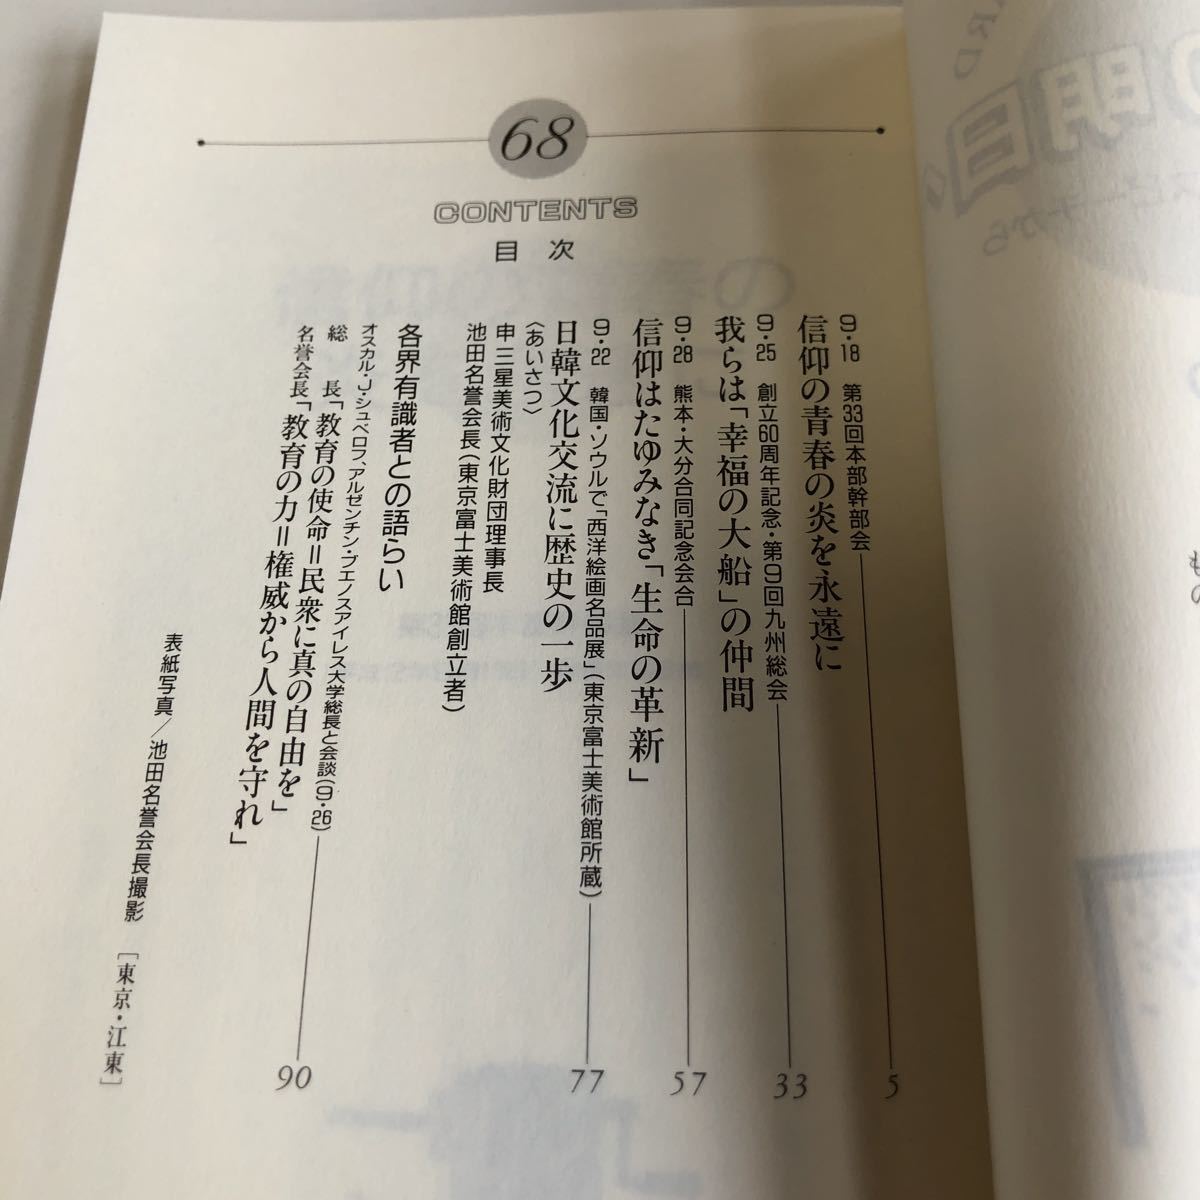 68
CONTENTS
目次
9・18 第33回本部幹部会
信仰の青春の炎を永遠に
5
9・25 創立60周年記念・第9回九州総会
我らは「幸福の大船」の仲間
33
9・28 熊本・大分合同記念会合
信仰はたゆみなき「生命の革新」
57
9・22 韓国・ソウルで「西洋絵画名品展」(東京富士美術館所蔵)
日韓文化交流に歴史の一歩
77
〈あいさつ〉
申三星美術文化財団理事長
池田名誉会長(東京富士美術館創立者)
各界有識者との語らい
オスカル・J・シュベロフ、アルゼンチン・ブエノスアイレス大学総長と会談(9・26)
90
総長「教育の使命=民衆に真の自由を」
名誉会長「教育の力=権威から人間を守れ」
表紙写真/池田名誉会長撮影 [東京・江東]